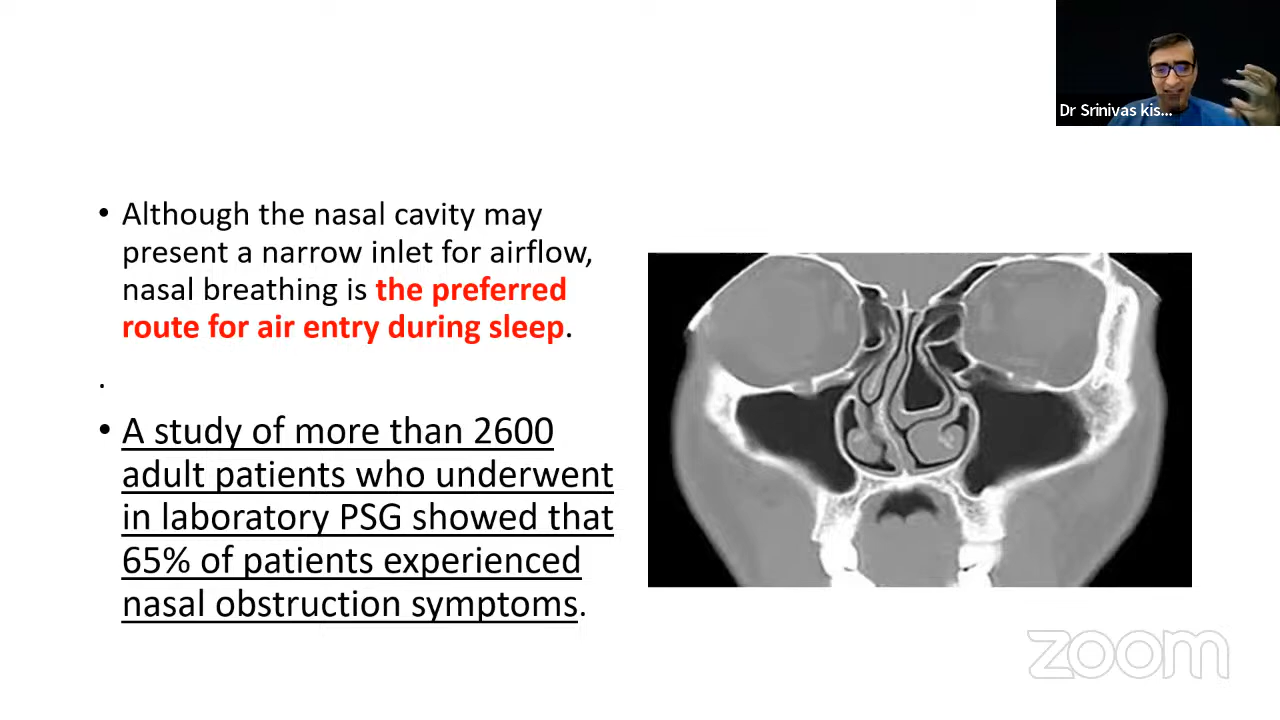 Dr Srinivas kis...
• Although the nasal cavity may
present a narrow inlet for airflow,
nasal breathing is the preferred
route for air entry during sleep.
.
• A study of more than 2600
adult patients who underwent
in laboratory PSG showed that
65% of patients experienced
nasal obstruction symptoms.
zoom